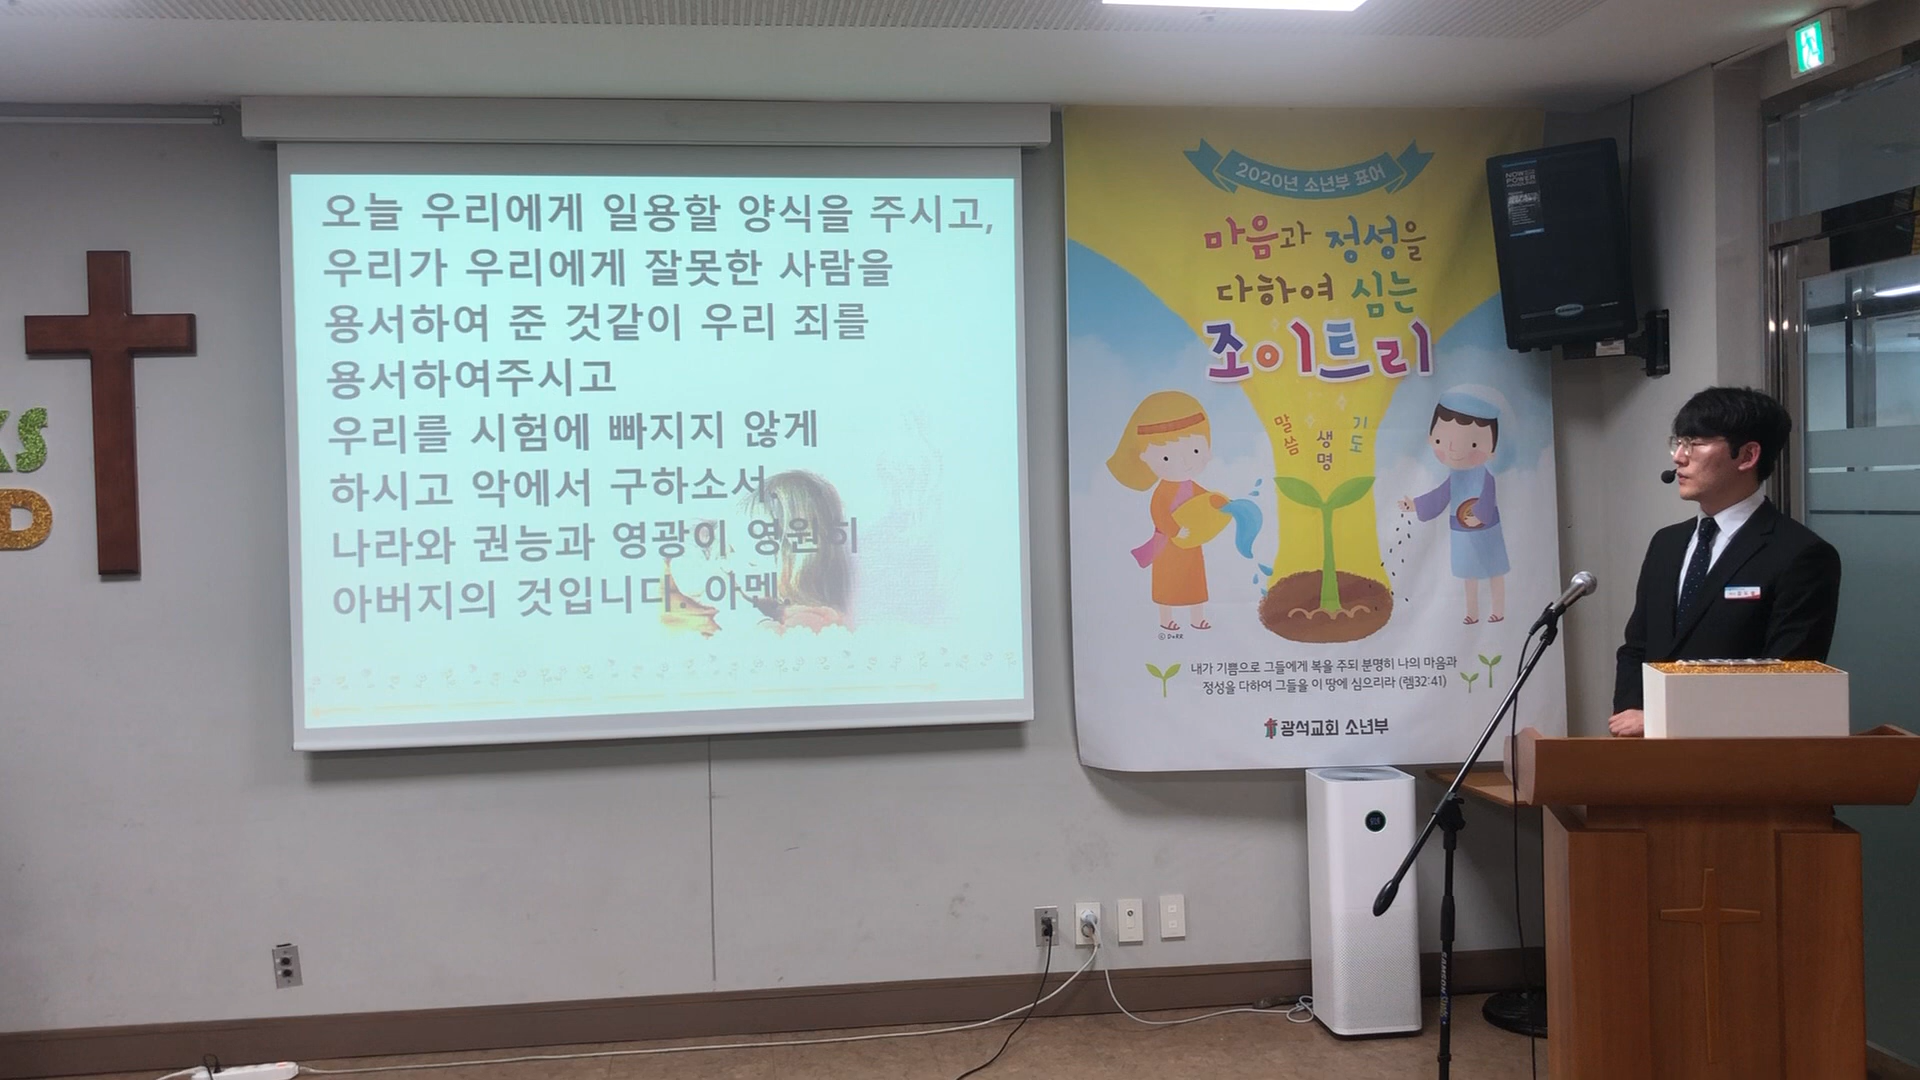 오늘 우리에게 일용할 양식을 주시고,
우리가 우리에게 잘못한 사람을
용서하여 준 것같이 우리 죄를
용서하여주시고
우리를 시험에 빠지지 않게
하시고 악에서 구하소서
나라와 권능과 영광이 영원히
아버지의 것입니다. 아멘.
2020년 소년부 표어
마음과 정성을
다하여 심는
조이트리
말씀
생명
기도
© DaRK
내가 기쁨으로 그들에게 복을 주되 분명히 나의 마음과
정성을 다하여 그들을 이 땅에 심으리라 (렘32:41)
광석교회 소년부
KS
D
SAMSON